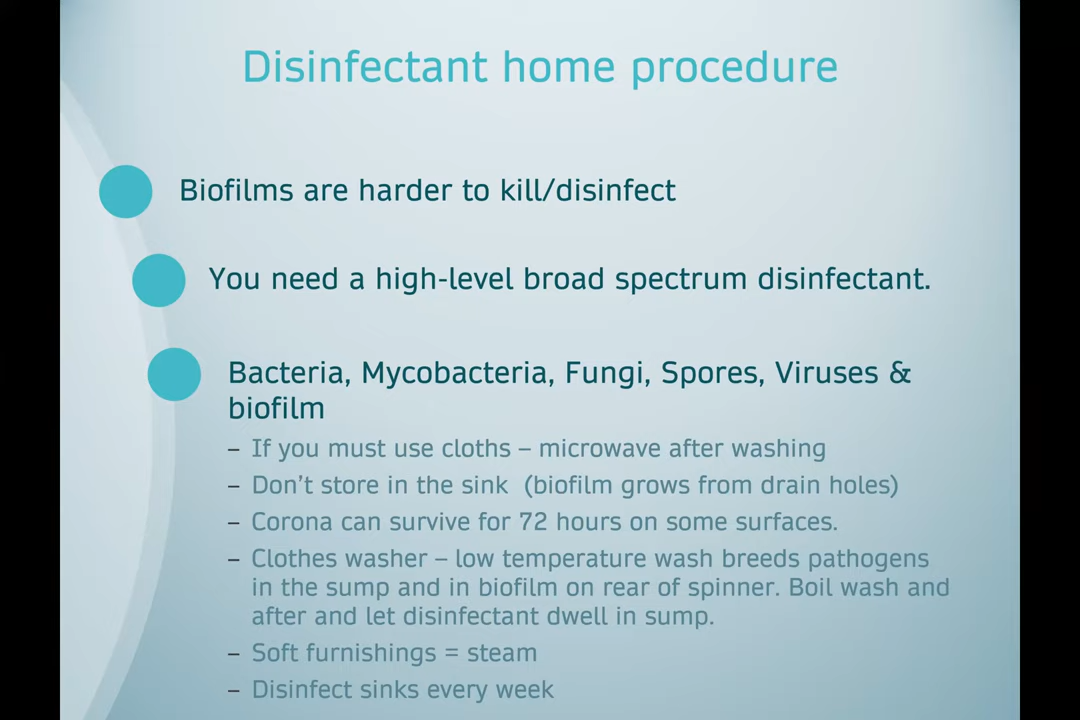 Disinfectant home procedure
Biofilms are harder to kill/disinfect
You need a high-level broad spectrum disinfectant.
Bacteria, Mycobacteria, Fungi, Spores, Viruses &
biofilm
– If you must use cloths – microwave after washing
– Don’t store in the sink (biofilm grows from drain holes)
– Corona can survive for 72 hours on some surfaces.
– Clothes washer – low temperature wash breeds pathogens
in the sump and in biofilm on rear of spinner. Boil wash and
after and let disinfectant dwell in sump.
– Soft furnishings = steam
– Disinfect sinks every week